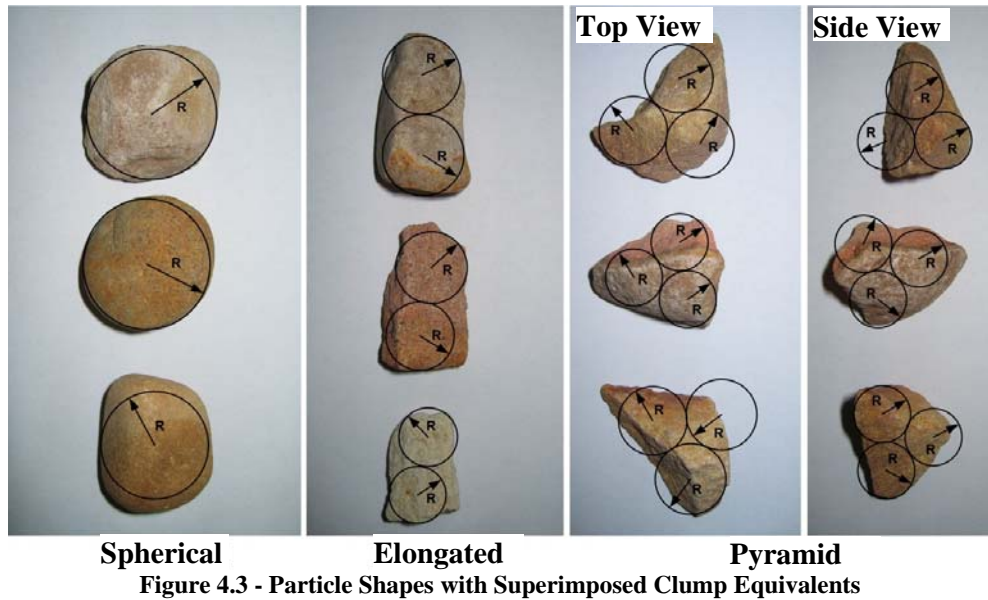 R
R
R
R
R
R
R.
R
R
Top View
R
R
R
R
R
R
R
R
R
Side View
R
R
R
R
R
R
R
R
R
Spherical
Elongated
Pyramid
Figure 4.3 - Particle Shapes with Superimposed Clump Equivalents